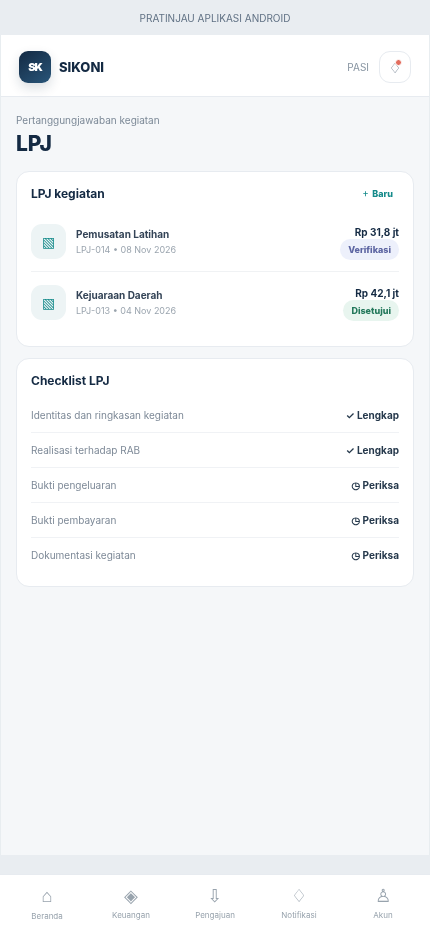 PRATINJAU APLIKASI ANDROID
SK SIKONI PASI
Pertanggungjawaban kegiatan
LPJ
LPJ kegiatan + Baru
Pemusatan Latihan Rp 31,8 jt
LPJ-014 • 08 Nov 2026 Verifikasi
Kejuaraan Daerah Rp 42,1 jt
LPJ-013 • 04 Nov 2026 Disetujui
Checklist LPJ
Identitas dan ringkasan kegiatan ✓ Lengkap
Realisasi terhadap RAB ✓ Lengkap
Bukti pengeluaran ◷ Periksa
Bukti pembayaran ◷ Periksa
Dokumentasi kegiatan ◷ Periksa
Beranda Keuangan Pengajuan Notifikasi Akun